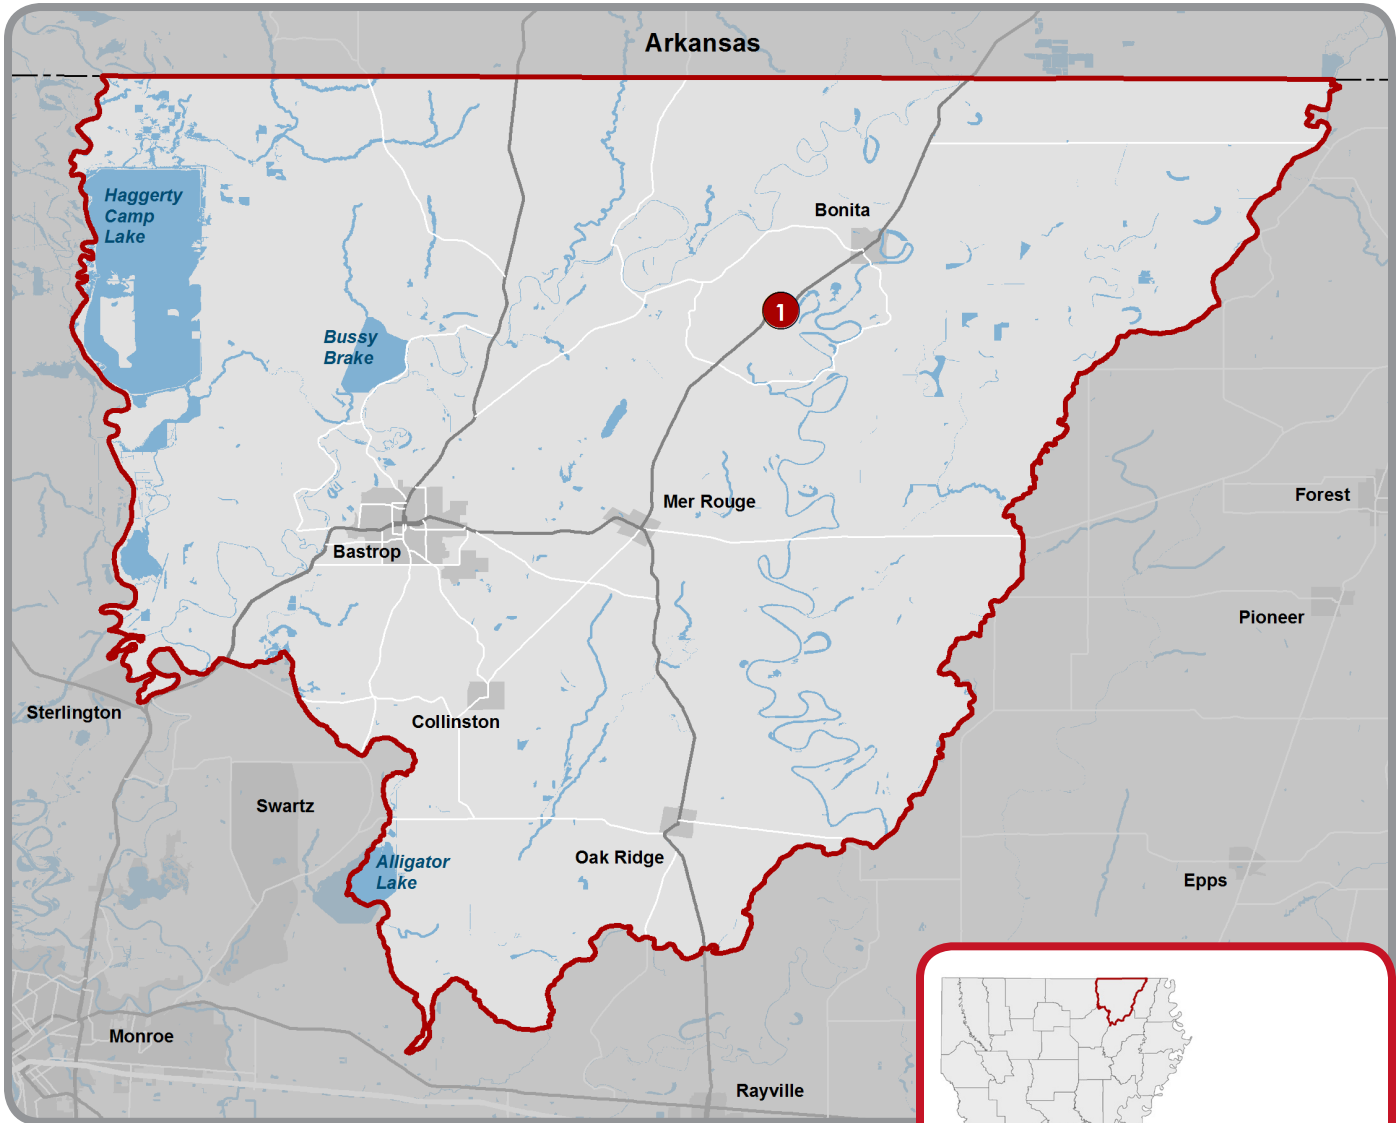 Arkansas
Haggerty
Camp
Lake
Bonita
1
Bussy
Brake
Mer Rouge
Forest
Bastrop
Pioneer
Sterlington
Collinston
Swartz
Oak Ridge
Alligator
Lake
Epps
Monroe
Rayville